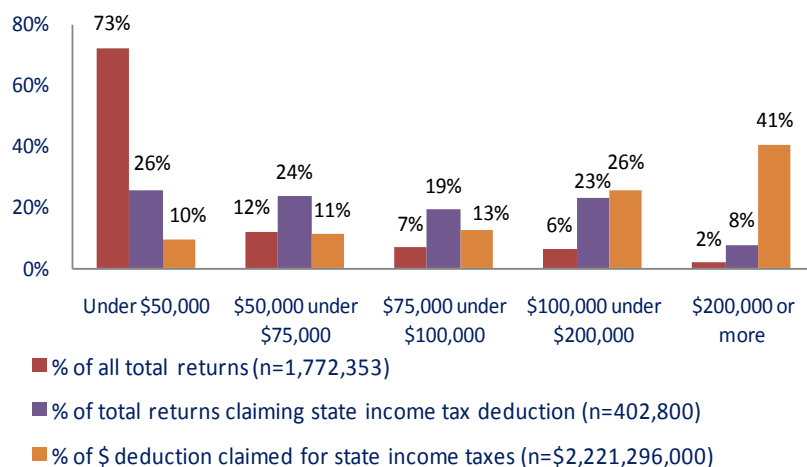 80%
73%
60%
40%
41%
26%
24%
26%
23%
19%
20%
10%
12%
11%
7%
13%
6%
2%
8%
0%
Under $50,000
$50,000 under
$75,000
$75,000 under
$100,000
$100,000 under
$200,000
$200,000 or
more
% of all total returns (n=1,772,353)
% of total returns claiming state income tax deduction (n=402,800)
% of $ deduction claimed for state income taxes (n=$2,221,296,000)